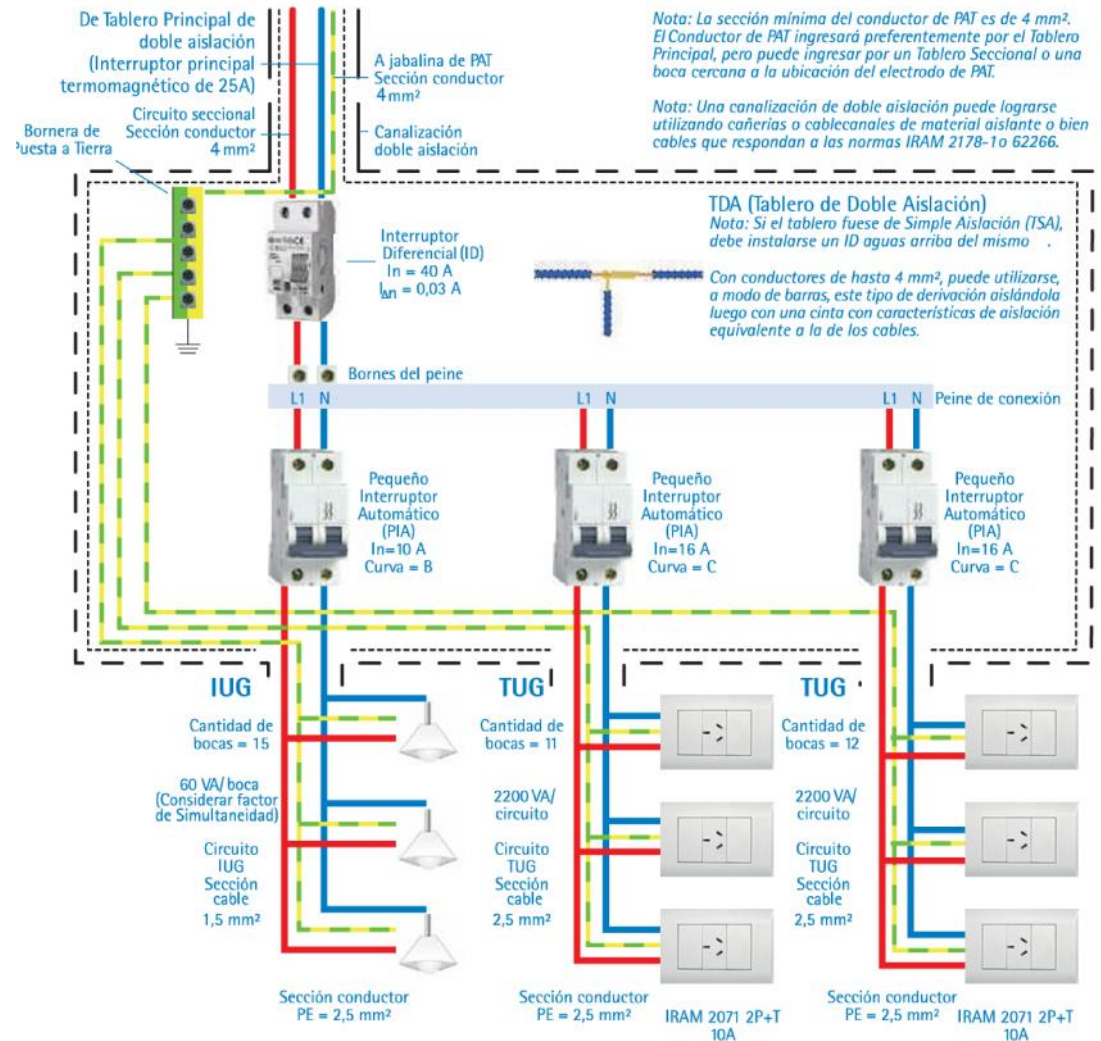 De Tablero Principal de
doble aislación
(Interruptor principal
termomagnético de 25A)
A jabalina de PAT
Sección conductor
4 mm²
Nota: La sección mínima del conductor de PAT es de 4 mm².
El Conductor de PAT ingresará preferentemente por el Tablero
Principal, pero puede ingresar por un Tablero Seccional o una
boca cercana a la ubicación del electrodo de PAT.
Nota: Una canalización de doble aislación puede lograrse
utilizando cañerías o cablecanales de material aislante o bien
cables que respondan a las normas IRAM 2178-1o 62266.
Circuito seccional
Sección conductor
4 mm²
Canalización
doble aislación
Bornera de
Puesta a Tierra
TDA (Tablero de Doble Aislación)
Nota: Si el tablero fuese de Simple Aislación (TSA),
debe instalarse un ID aguas arriba del mismo .
Con conductores de hasta 4 mm², puede utilizarse,
a modo de barras, este tipo de derivación aislándola
luego con una cinta con características de aislación
equivalente a la de los cables.
Interruptor
Diferencial (ID)
In = 40 A
I∆n = 0,03 A
Bornes del peine
L1 N
L1 N
L1 N
Peine de conexión
Pequeño
Interruptor
Automático
(PIA)
In=10 A
Curva = B
Pequeño
Interruptor
Automático
(PIA)
In=16 A
Curva = C
Pequeño
Interruptor
Automático
(PIA)
In=16 A
Curva = C
IUG
Cantidad de
bocas = 15
60 VA/boca
(Considerar factor
de Simultaneidad)
Circuito
IUG
Sección
cable
1,5 mm²
Sección conductor
PE = 2,5 mm²
TUG
Cantidad de
bocas = 11
2200 VA/
circuito
Circuito
TUG
Sección
cable
2,5 mm²
Sección conductor
PE = 2,5 mm²
IRAM 2071 2P+T
10A
TUG
Cantidad de
bocas = 12
2200 VA/
circuito
Circuito
TUG
Sección
cable
2,5 mm²
Sección conductor
PE = 2,5 mm²
IRAM 2071 2P+T
10A